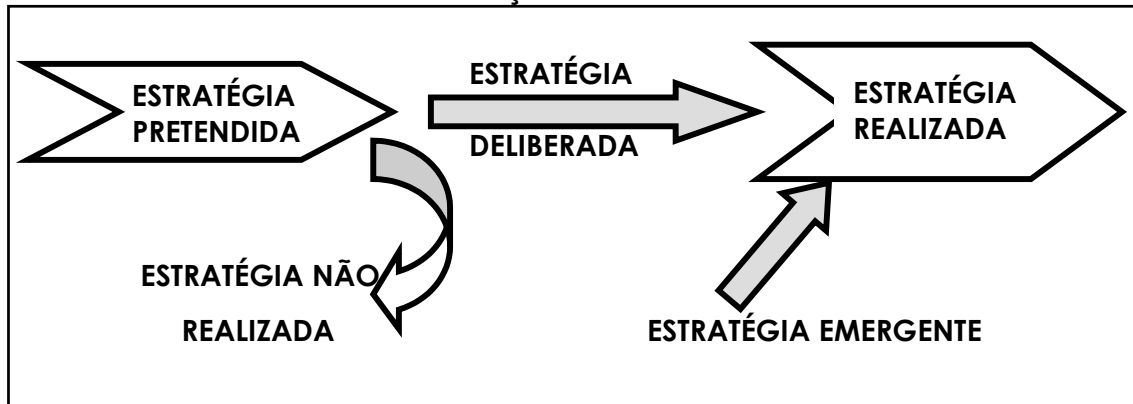 ESTRATÉGIA
PRETENDIDA
ESTRATÉGIA
DELIBERADA
ESTRATÉGIA
REALIZADA
ESTRATÉGIA NÃO
REALIZADA
ESTRATÉGIA EMERGENTE